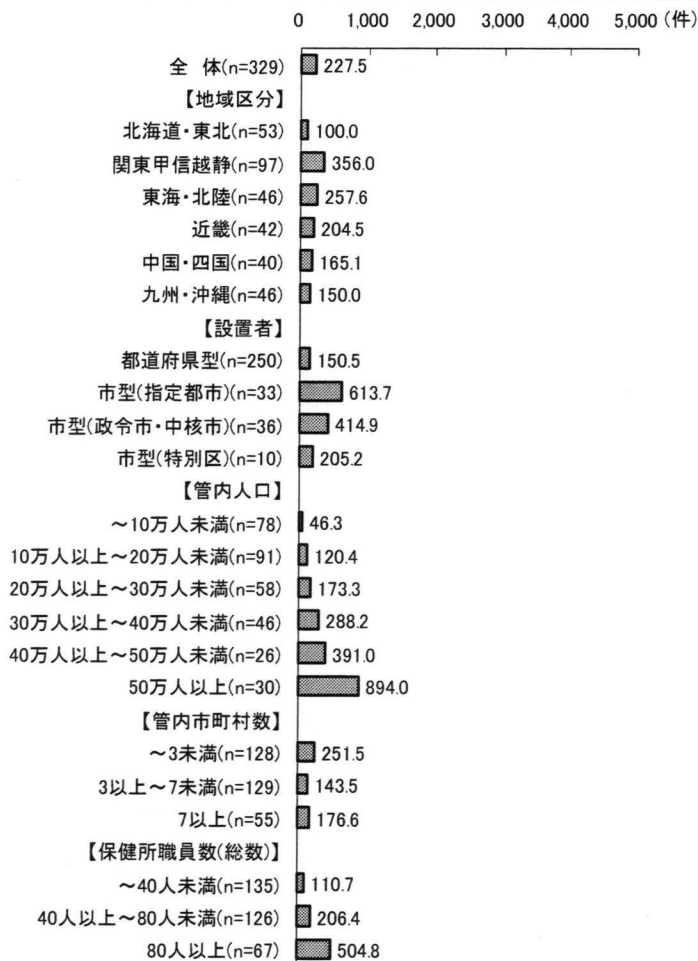 0 1,000 2,000 3,000 4,000 5,000 (件)
全 体(n=329) 227.5
【地域区分】
北海道・東北(n=53) 100.0
関東甲信越静(n=97) 356.0
東海・北陸(n=46) 257.6
近畿(n=42) 204.5
中国・四国(n=40) 165.1
九州・沖縄(n=46) 150.0
【設置者】
都道府県型(n=250) 150.5
市型(指定都市)(n=33) 613.7
市型(政令市・中核市)(n=36) 414.9
市型(特別区)(n=10) 205.2
【管内人口】
～10万人未満(n=78) 46.3
10万人以上～20万人未満(n=91) 120.4
20万人以上～30万人未満(n=58) 173.3
30万人以上～40万人未満(n=46) 288.2
40万人以上～50万人未満(n=26) 391.0
50万人以上(n=30) 894.0
【管内市町村数】
～3未満(n=128) 251.5
3以上～7未満(n=129) 143.5
7以上(n=55) 176.6
【保健所職員数(総数)】
～40人未満(n=135) 110.7
40人以上～80人未満(n=126) 206.4
80人以上(n=67) 504.8